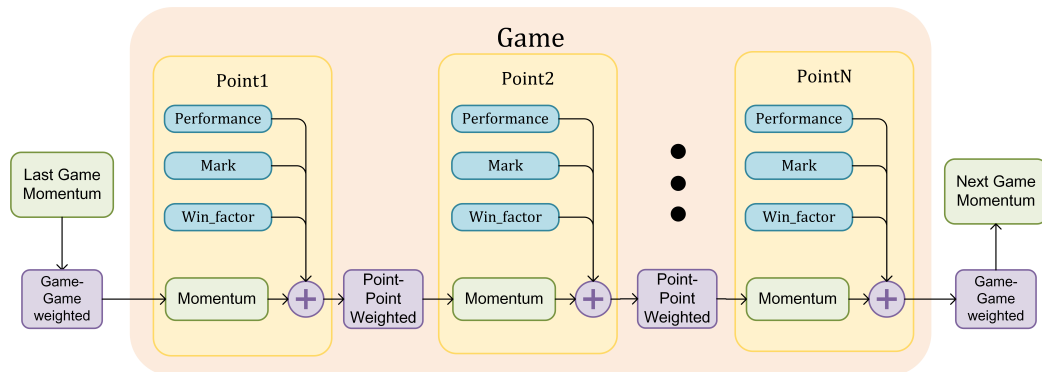 Game
Point1
Performance
Mark
Win_factor
Momentum
Point2
Performance
Mark
Win_factor
Momentum
PointN
Performance
Mark
Win_factor
Momentum
Last Game
Momentum
Game-
Game
weighted
Point-
Point
Weighted
Point-
Point
Weighted
Next Game
Momentum
Game-
Game
weighted